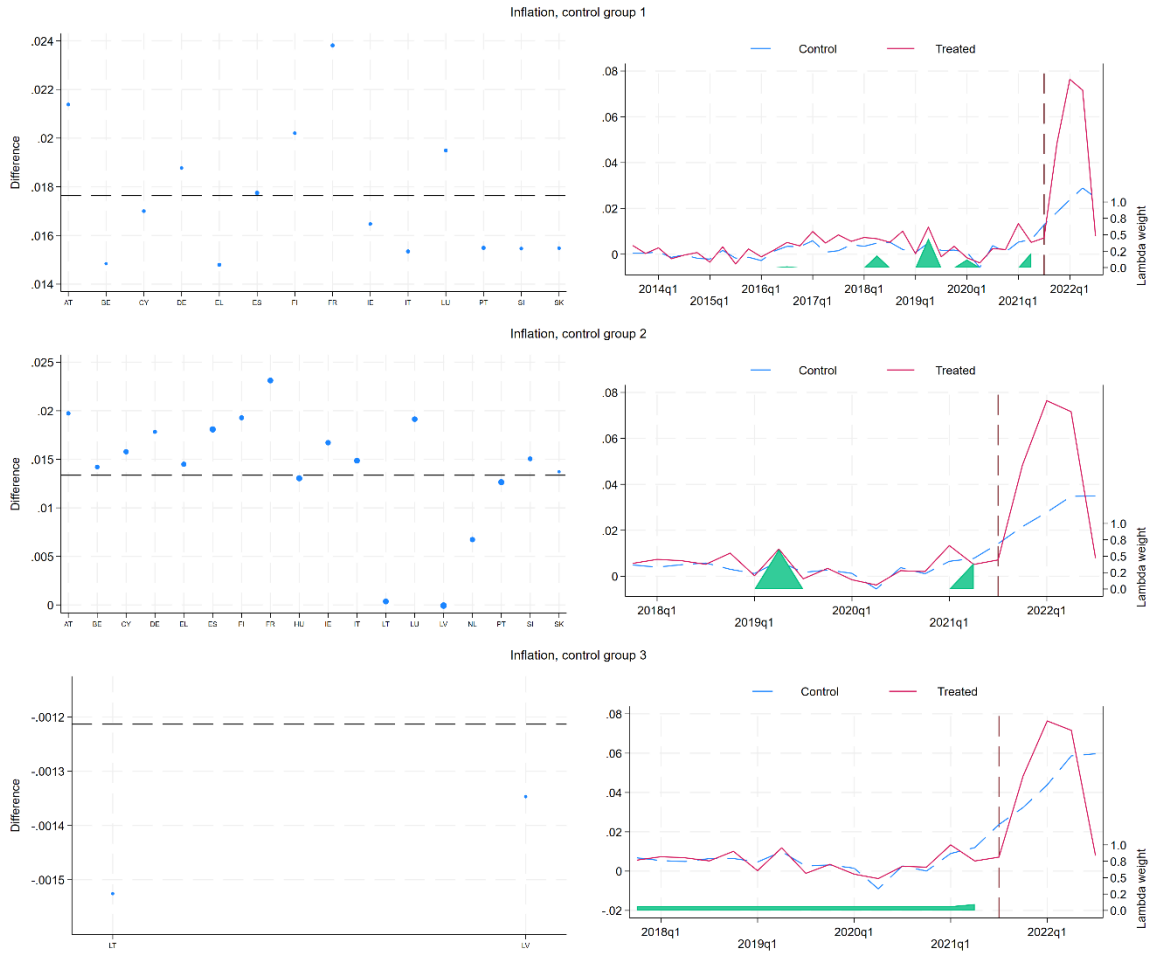 Inflation, control group 1
.024
.022
.02
.018
.016
.014
Difference
AT BE CY DE EL ES FI FR IE IT LU PT SI SK
Control Treated
.08
.06
.04
.02
0
1.0
0.8
0.5
0.2
0.0
Lambda weight
2014q1 2016q1 2018q1 2020q1 2022q1
2015q1 2017q1 2019q1 2021q1
Inflation, control group 2
.025
.02
.015
.01
.005
0
Difference
AT BE CY DE EL ES FI FR HU IE IT LT LU LV NL PT SI SK
Control Treated
.08
.06
.04
.02
0
1.0
0.8
0.5
0.2
0.0
Lambda weight
2018q1 2020q1 2022q1
2019q1 2021q1
Inflation, control group 3
-.0012
-.0013
-.0014
-.0015
Difference
LT LV
Control Treated
.08
.06
.04
.02
0
-.02
1.0
0.8
0.5
0.2
0.0
Lambda weight
2018q1 2020q1 2022q1
2019q1 2021q1